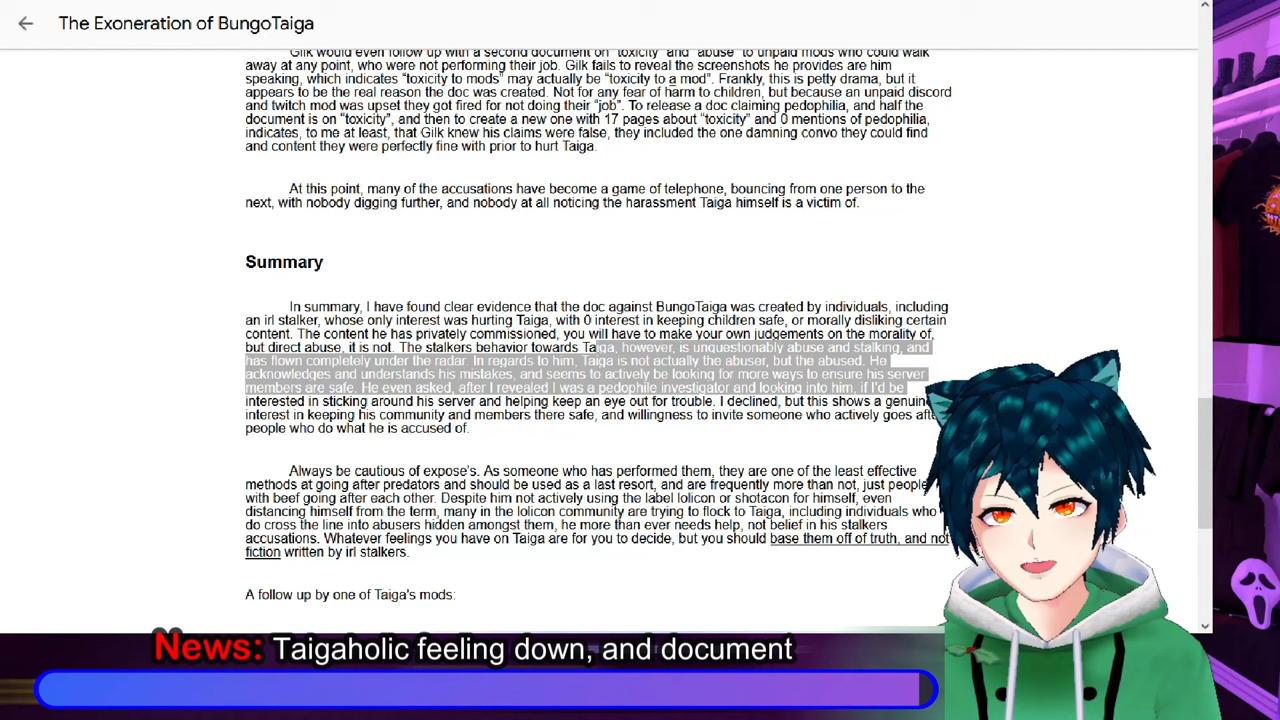 The Exoneration of BungoTaiga
Gilk would even follow up with a second document on "toxicity" and "abuse" to unpaid mods who could walk
away at any point, who were not performing their job. Gilk fails to reveal the screenshots he provides are him
speaking, which indicates "toxicity to mods" may actually be "toxicity to a mod". Frankly, this is petty drama, but it
appears to be the real reason the doc was created. Not for any fear of harm to children, but because an unpaid discord
and twitch mod was upset they got fired for not doing their "job". To release a doc claiming pedophilia, and half the
document is on "toxicity", and then to create a new one with 17 pages about "toxicity" and 0 mentions of pedophilia,
indicates, to me at least, that Gilk knew his claims were false, they included the one damning convo they could find
and content they were perfectly fine with prior to hurt Taiga.
At this point, many of the accusations have become a game of telephone, bouncing from one person to the
next, with nobody digging further, and nobody at all noticing the harassment Taiga himself is a victim of.
Summary
In summary, I have found clear evidence that the doc against BungoTaiga was created by individuals, including
an irl stalker, whose only interest was hurting Taiga, with 0 interest in keeping children safe, or morally disliking certain
content. The content he has privately commissioned, you will have to make your own judgements on the morality of,
but direct abuse, it is not. The stalkers behavior towards Taiga, however, is unquestionably abuse and stalking, and
has flown completely under the radar. In regards to him, Taiga is not actually the abuser, but the abused. He
acknowledges and understands his mistakes, and seems to actively be looking for more ways to ensure his server
members are safe. He even asked, after I revealed I was a pedophile investigator and looking into him, if I'd be
interested in sticking around his server and helping keep an eye out for trouble. I declined, but this shows a genuine
interest in keeping his community and members there safe, and willingness to invite someone who actively goes afte
people who do what he is accused of.
Always be cautious of expose's. As someone who has performed them, they are one of the least effective
methods at going after predators and should be used as a last resort, and are frequently more than not, just people
with beef going after each other. Despite him not actively using the label lolicon or shotacon for himself, even
distancing himself from the term, many in the lolicon community are trying to flock to Taiga, including individuals who
do cross the line into abusers hidden amongst them, he more than ever needs help, not belief in his stalkers
accusations. Whatever feelings you have on Taiga are for you to decide, but you should base them off of truth, and not
fiction written by irl stalkers.
A follow up by one of Taiga's mods:
News: Taigaholic feeling down, and document